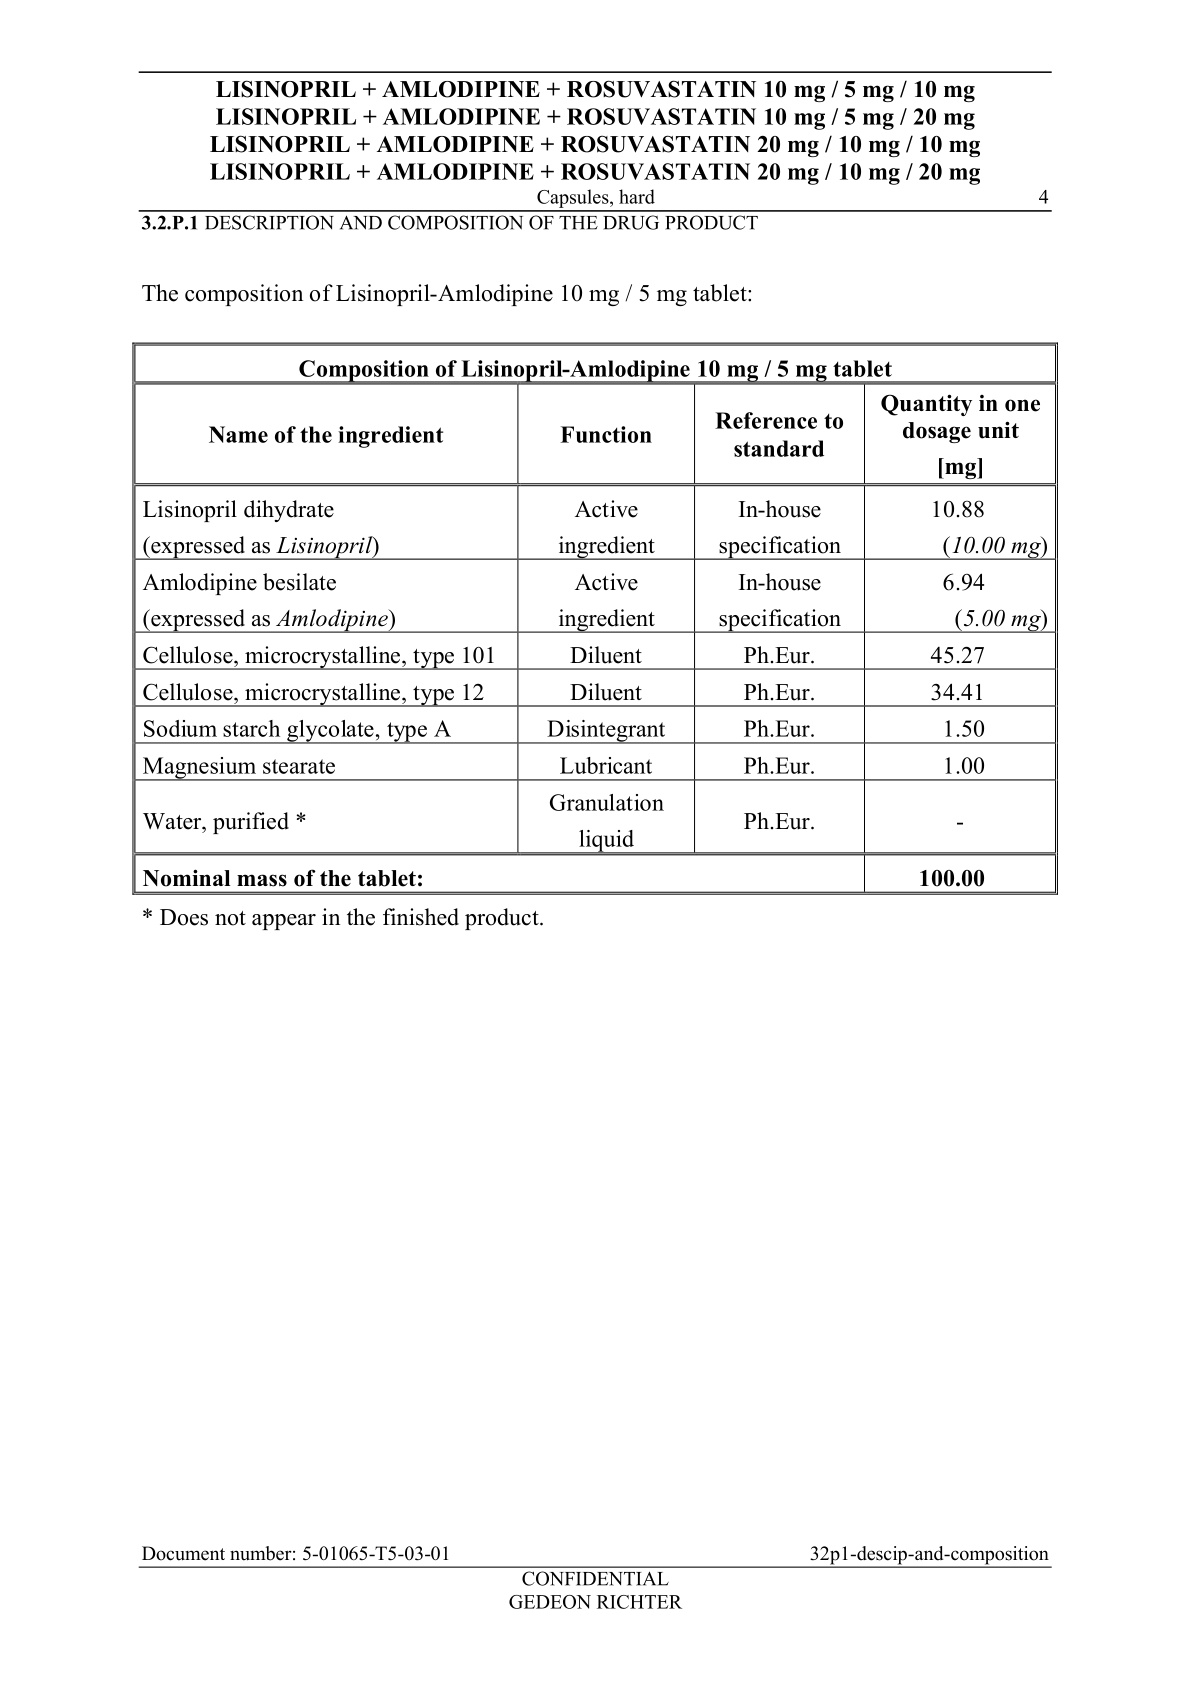 LISINOPRIL + AMLODIPINE + ROSUVASTATIN 10 mg / 5 mg / 10 mg
LISINOPRIL + AMLODIPINE + ROSUVASTATIN 10 mg / 5 mg / 20 mg
LISINOPRIL + AMLODIPINE + ROSUVASTATIN 20 mg / 10 mg / 10 mg
LISINOPRIL + AMLODIPINE + ROSUVASTATIN 20 mg / 10 mg / 20 mg
Capsules, hard 4
3.2.P.1 DESCRIPTION AND COMPOSITION OF THE DRUG PRODUCT
The composition of Lisinopril-Amlodipine 10 mg / 5 mg tablet:
Composition of Lisinopril-Amlodipine 10 mg / 5 mg tablet
Name of the ingredient
Function
Reference to
standard
Quantity in one
dosage unit
[mg]
Lisinopril dihydrate
(expressed as Lisinopril)
Active
ingredient
In-house
specification
10.88
(10.00 mg)
Amlodipine besilate
(expressed as Amlodipine)
Active
ingredient
In-house
specification
6.94
(5.00 mg)
Cellulose, microcrystalline, type 101 Diluent Ph.Eur. 45.27
Cellulose, microcrystalline, type 12 Diluent Ph.Eur. 34.41
Sodium starch glycolate, type A Disintegrant Ph.Eur. 1.50
Magnesium stearate Lubricant Ph.Eur. 1.00
Water, purified *
Granulation
liquid
Ph.Eur.
-
Nominal mass of the tablet: 100.00
* Does not appear in the finished product.
Document number: 5-01065-T5-03-01 32p1-descip-and-composition
CONFIDENTIAL
GEDEON RICHTER